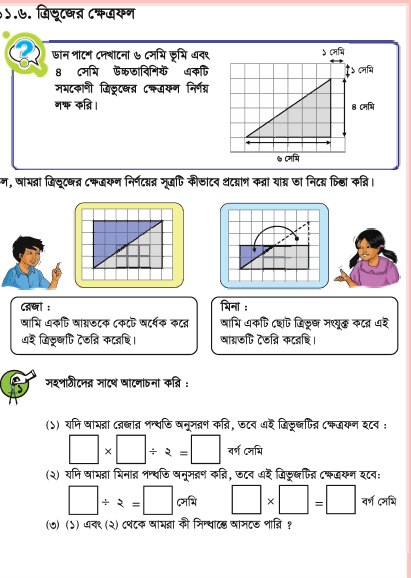 ১১.৬. ত্রিভুজের ক্ষেত্রফল
ডান পাশে দেখানো ৬ সেমি ভূমি এবং
৪ সেমি উচ্চতাবিশিষ্ট একটি
সমকোণী ত্রিভুজের ক্ষেত্রফল নির্ণয়
লক্ষ করি।
১ সেমি
১ সেমি
৪ সেমি
৬ সেমি
ল, আমরা ত্রিভুজের ক্ষেত্রফল নির্ণয়ের সূত্রটি কীভাবে প্রয়োগ করা যায় তা নিয়ে চিন্তা করি।
রেজা :
আমি একটি আয়তকে কেটে অর্ধেক করে
এই ত্রিভুজটি তৈরি করেছি।
মিনা :
আমি একটি ছোট ত্রিভুজ সংযুক্ত করে এই
আয়তটি তৈরি করেছি।
১
সহপাঠীদের সাথে আলোচনা করি :
(১) যদি আমরা রেজার পদ্ধতি অনুসরণ করি, তবে এই ত্রিভুজটির ক্ষেত্রফল হবে :
× ÷ ২ = বর্গ সেমি
(২) যদি আমরা মিনার পদ্ধতি অনুসরণ করি, তবে এই ত্রিভুজটির ক্ষেত্রফল হবে:
÷ ২ = সেমি × = বর্গ সেমি
(৩) (১) এবং (২) থেকে আমরা কী সিদ্ধান্তে আসতে পারি ?